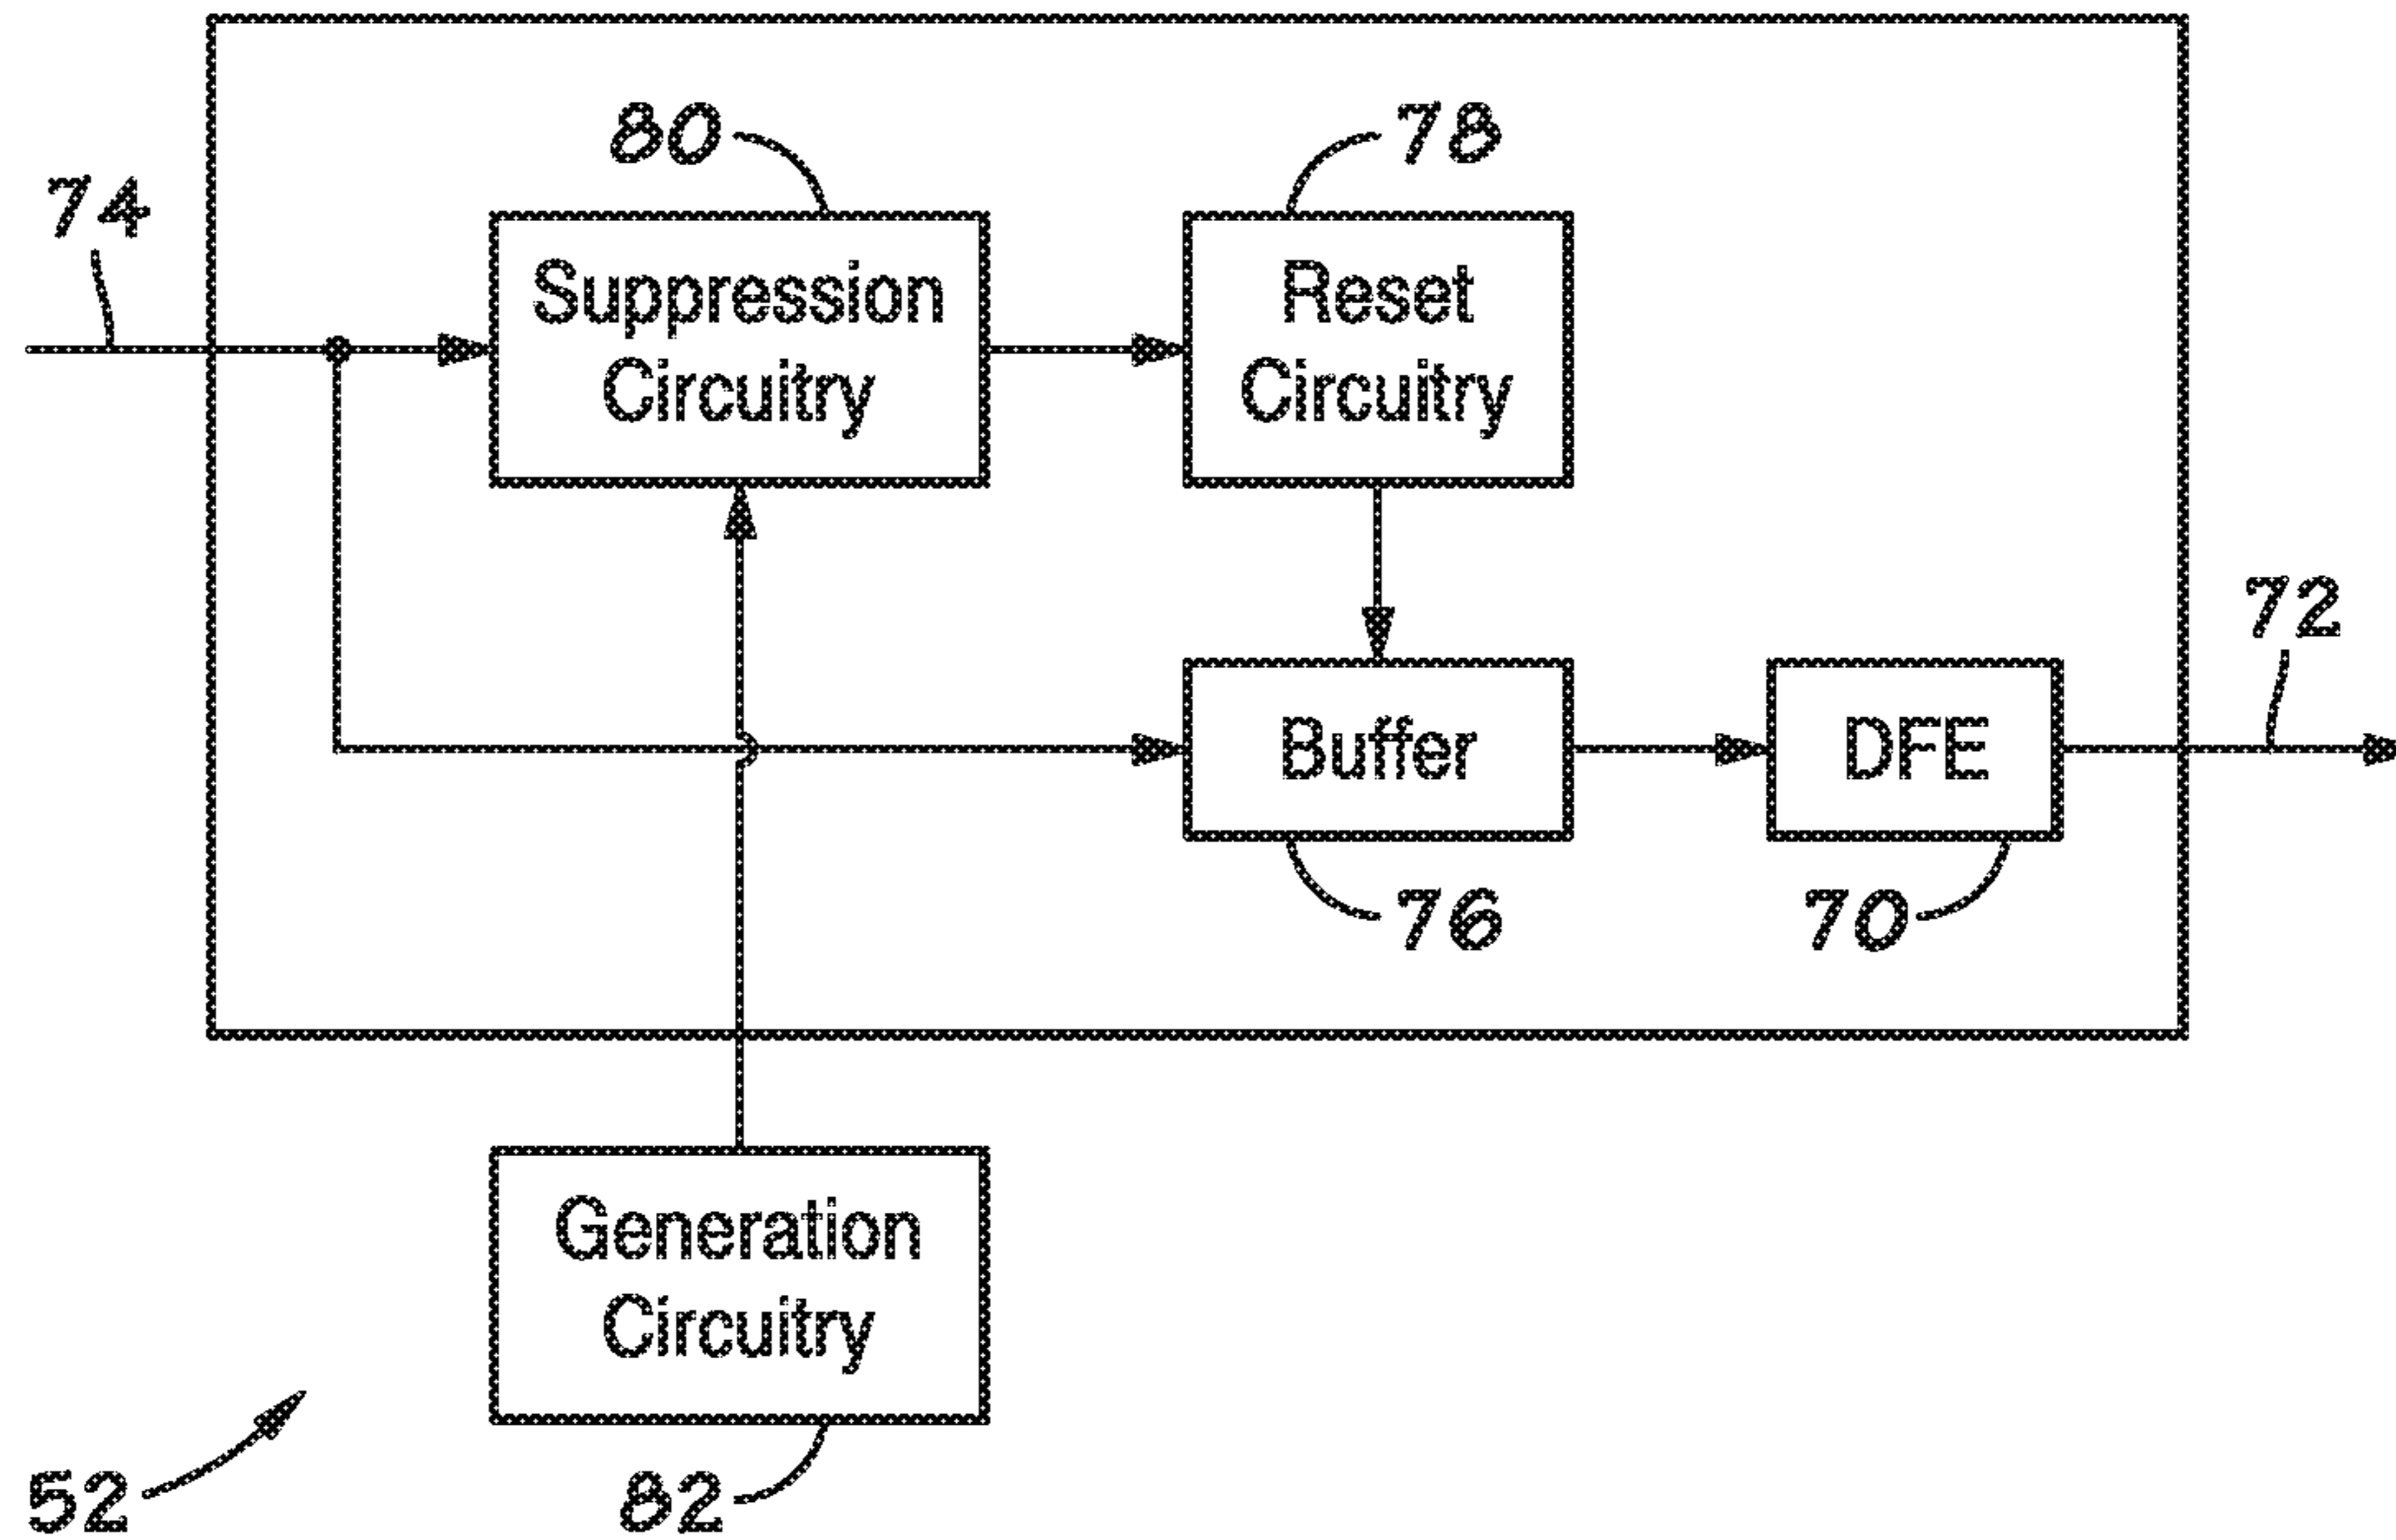 80
78
74
Suppression
Circuitry
Reset
Circuitry
72
Buffer
DFE
76
70
Generation
Circuitry
52
82